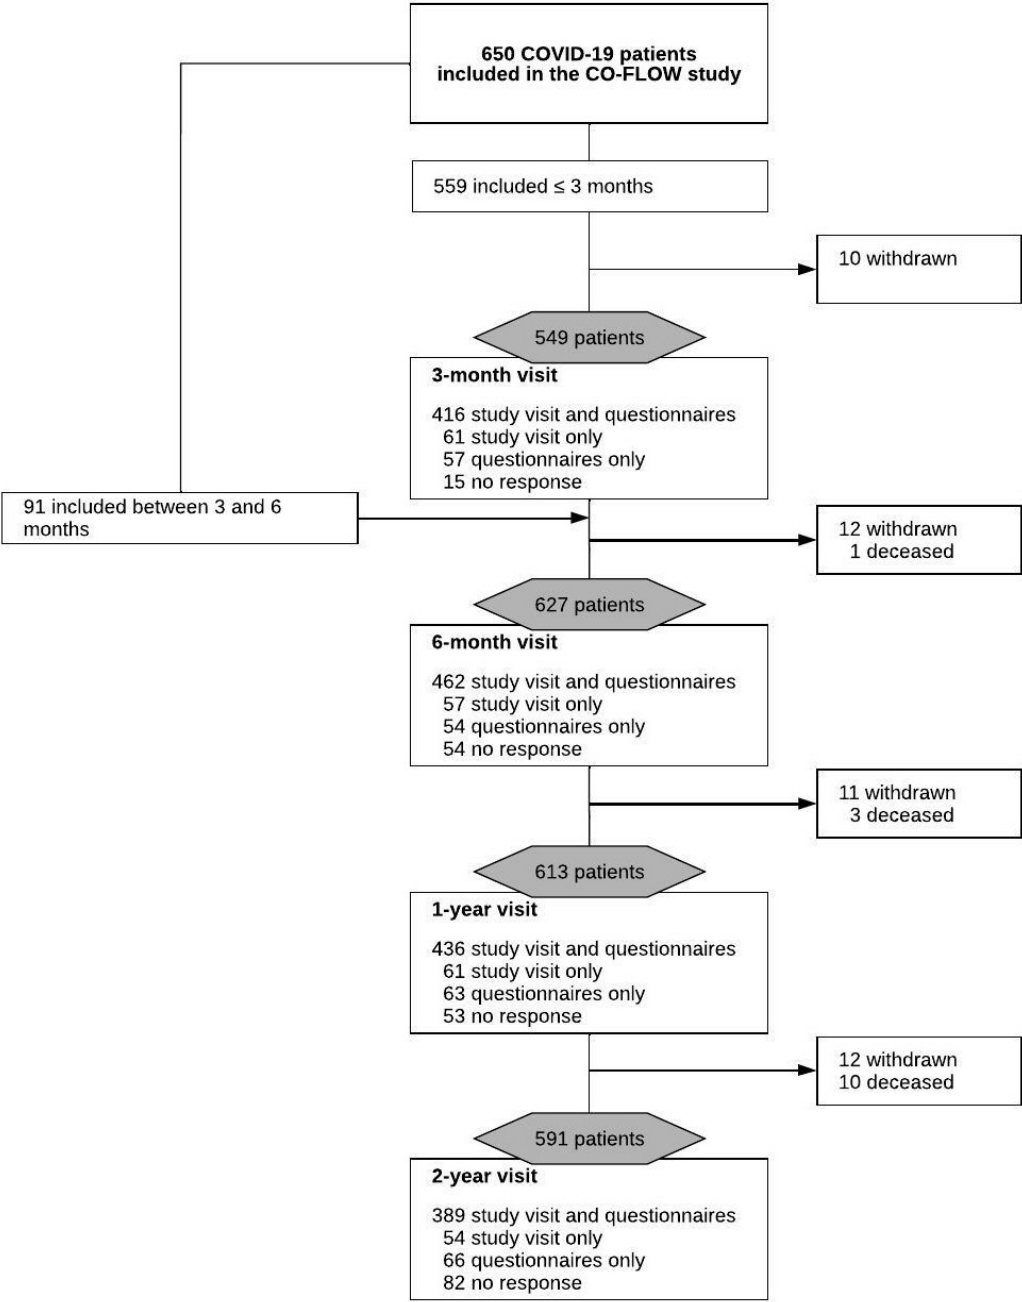 650 COVID-19 patients
included in the CO-FLOW study
559 included ≤ 3 months
10 withdrawn
549 patients
3-month visit
416 study visit and questionnaires
61 study visit only
57 questionnaires only
15 no response
91 included between 3 and 6
months
12 withdrawn
1 deceased
627 patients
6-month visit
462 study visit and questionnaires
57 study visit only
54 questionnaires only
54 no response
11 withdrawn
3 deceased
613 patients
1-year visit
436 study visit and questionnaires
61 study visit only
63 questionnaires only
53 no response
12 withdrawn
10 deceased
591 patients
2-year visit
389 study visit and questionnaires
54 study visit only
66 questionnaires only
82 no response